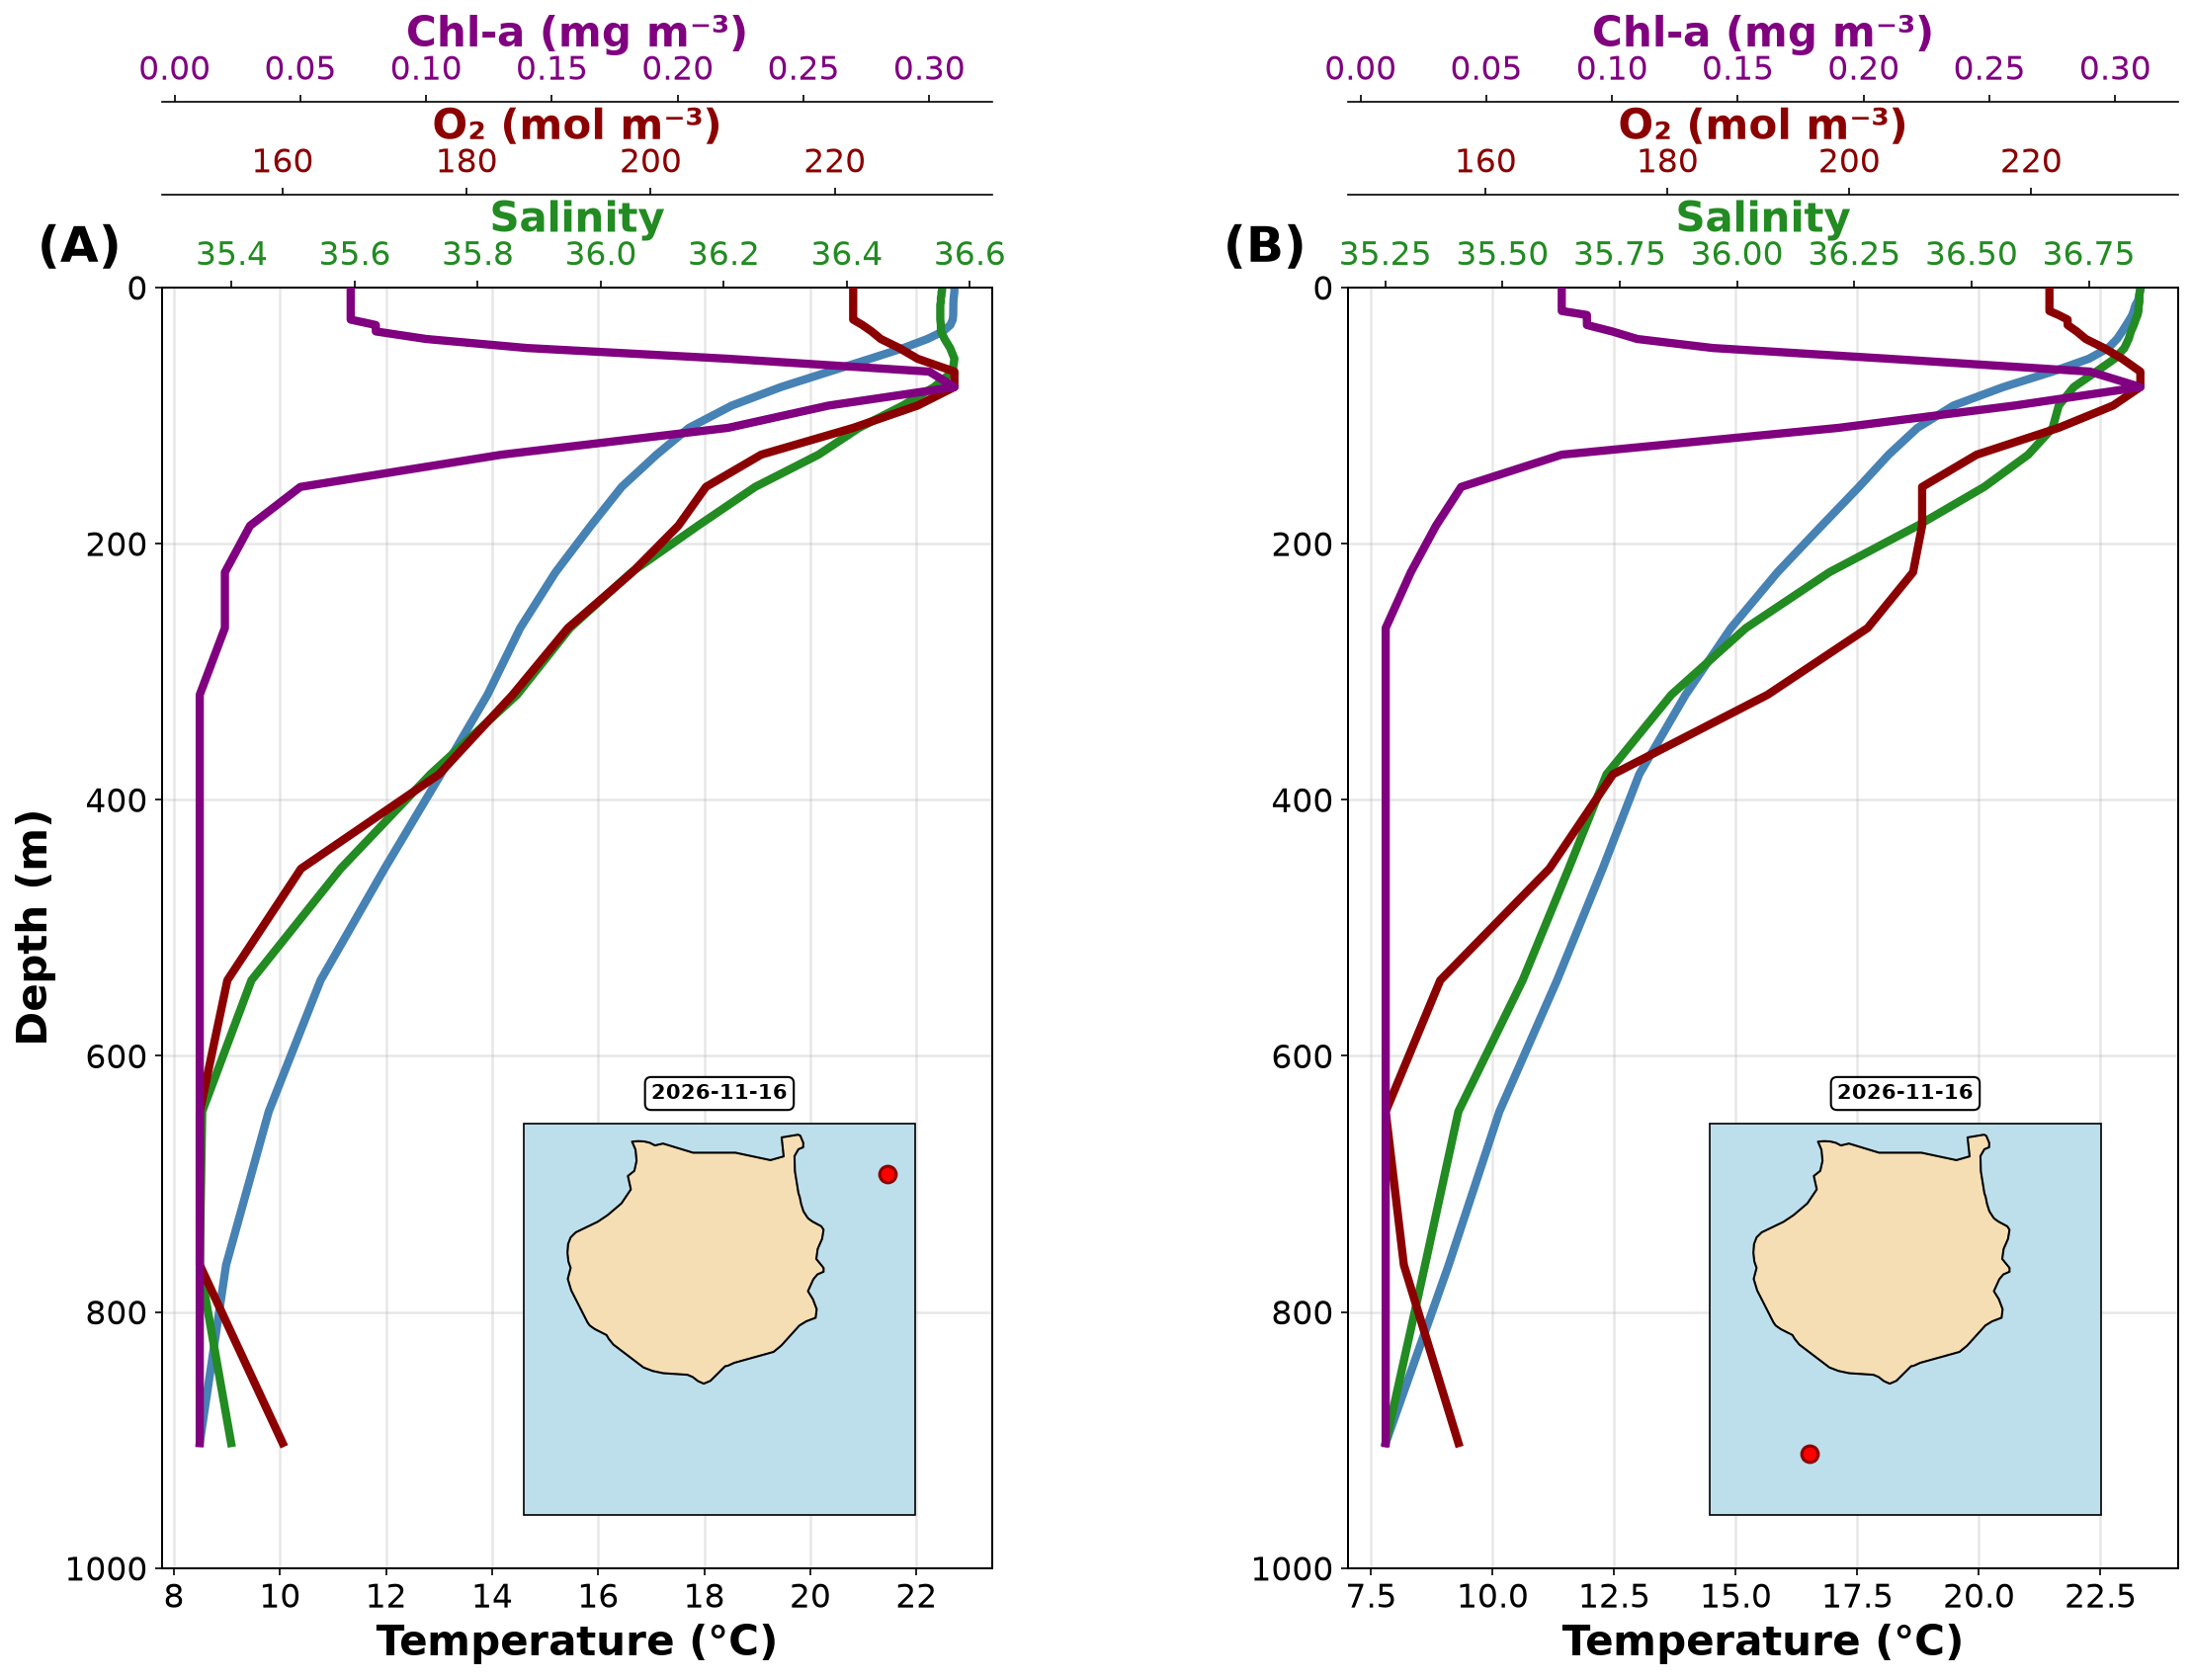 Chl-a (mg m⁻³)
0.00 0.05 0.10 0.15 0.20 0.25 0.30
O₂ (mol m⁻³)
160 180 200 220
Salinity
(A)
35.4 35.6 35.8 36.0 36.2 36.4 36.6
0
200
400
600
800
1000
Depth (m)
2026-11-16
8 10 12 14 16 18 20 22
Temperature (°C)
Chl-a (mg m⁻³)
0.00 0.05 0.10 0.15 0.20 0.25 0.30
O₂ (mol m⁻³)
160 180 200 220
Salinity
(B)
35.25 35.50 35.75 36.00 36.25 36.50 36.75
0
200
400
600
800
1000
2026-11-16
7.5 10.0 12.5 15.0 17.5 20.0 22.5
Temperature (°C)